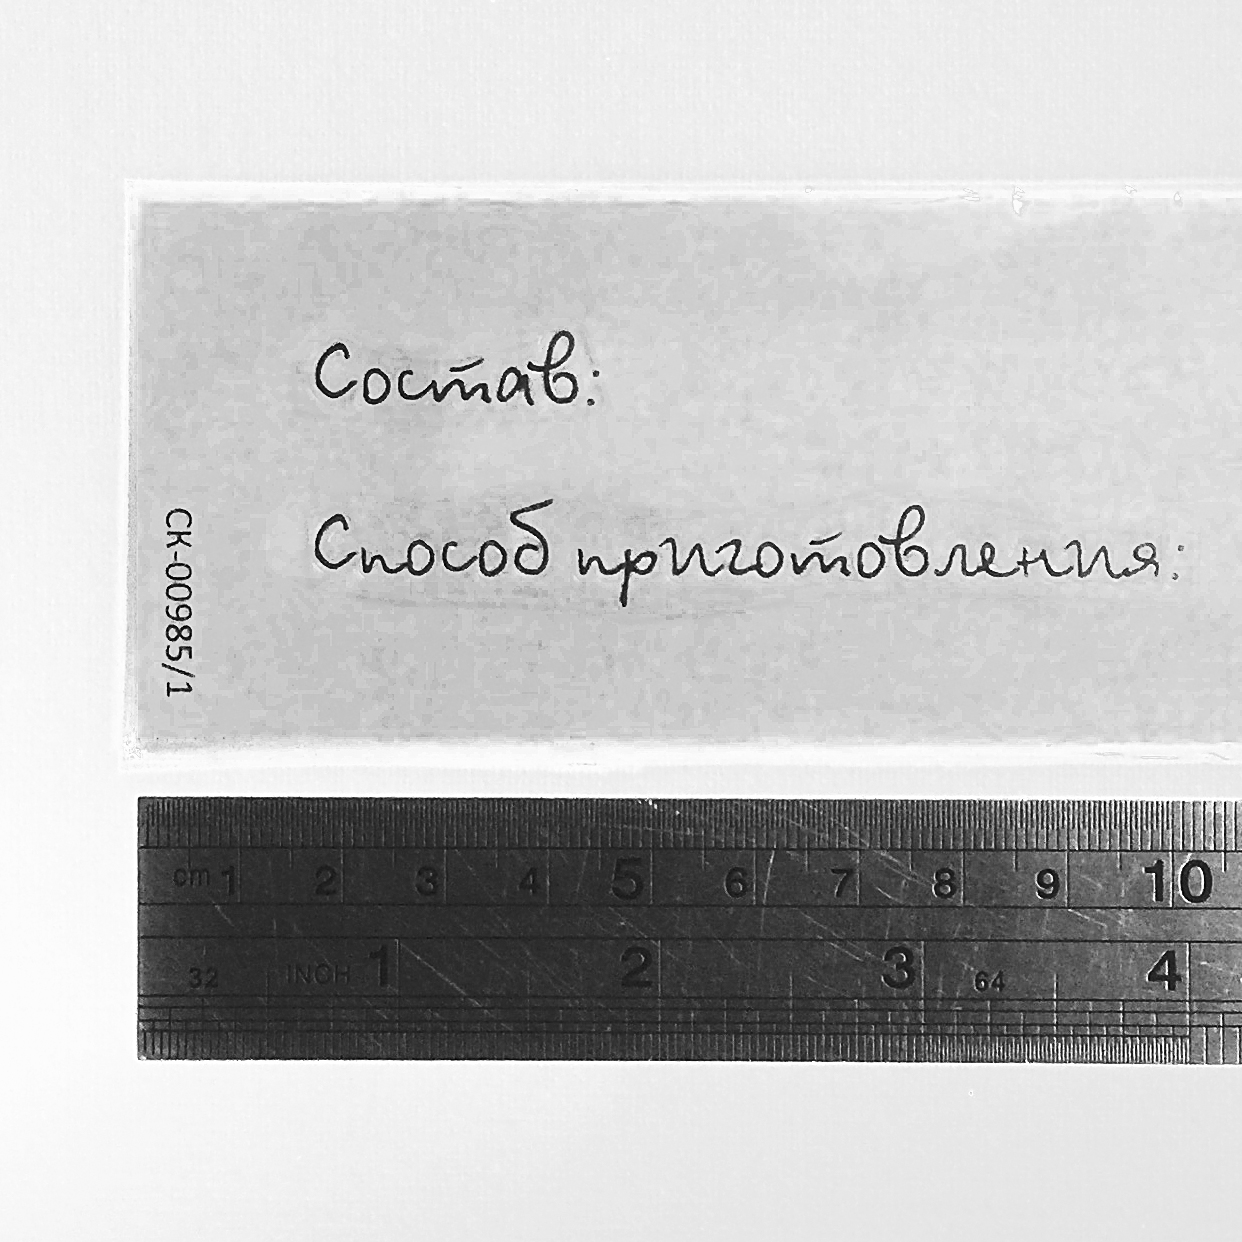 Состав:
Способ приготовления:
СК-00985/1
cm 1 2 3 4 5 6 7 8 9 10
32 INCH 1 2 3 64 4